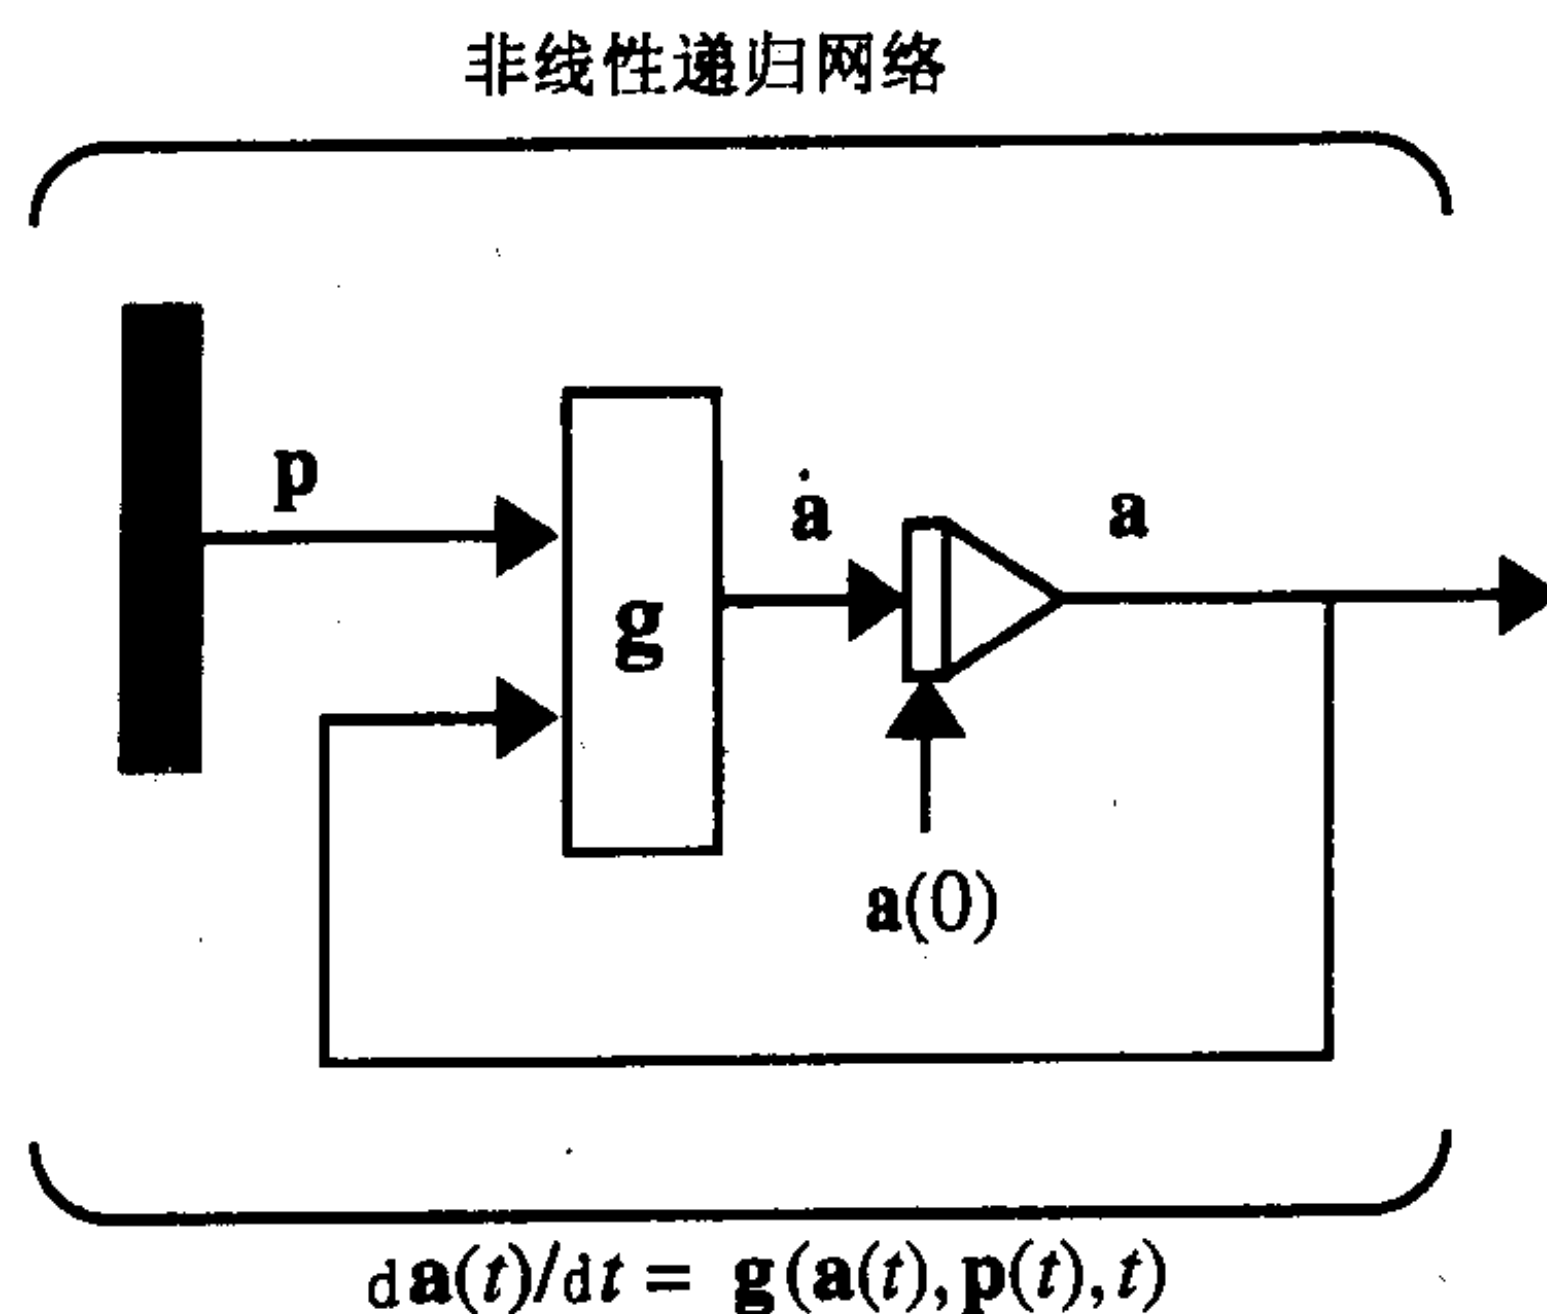 非线性递归网络
p
ȧ
a
g
a(0)
da(t)/dt = g(a(t),p(t),t)